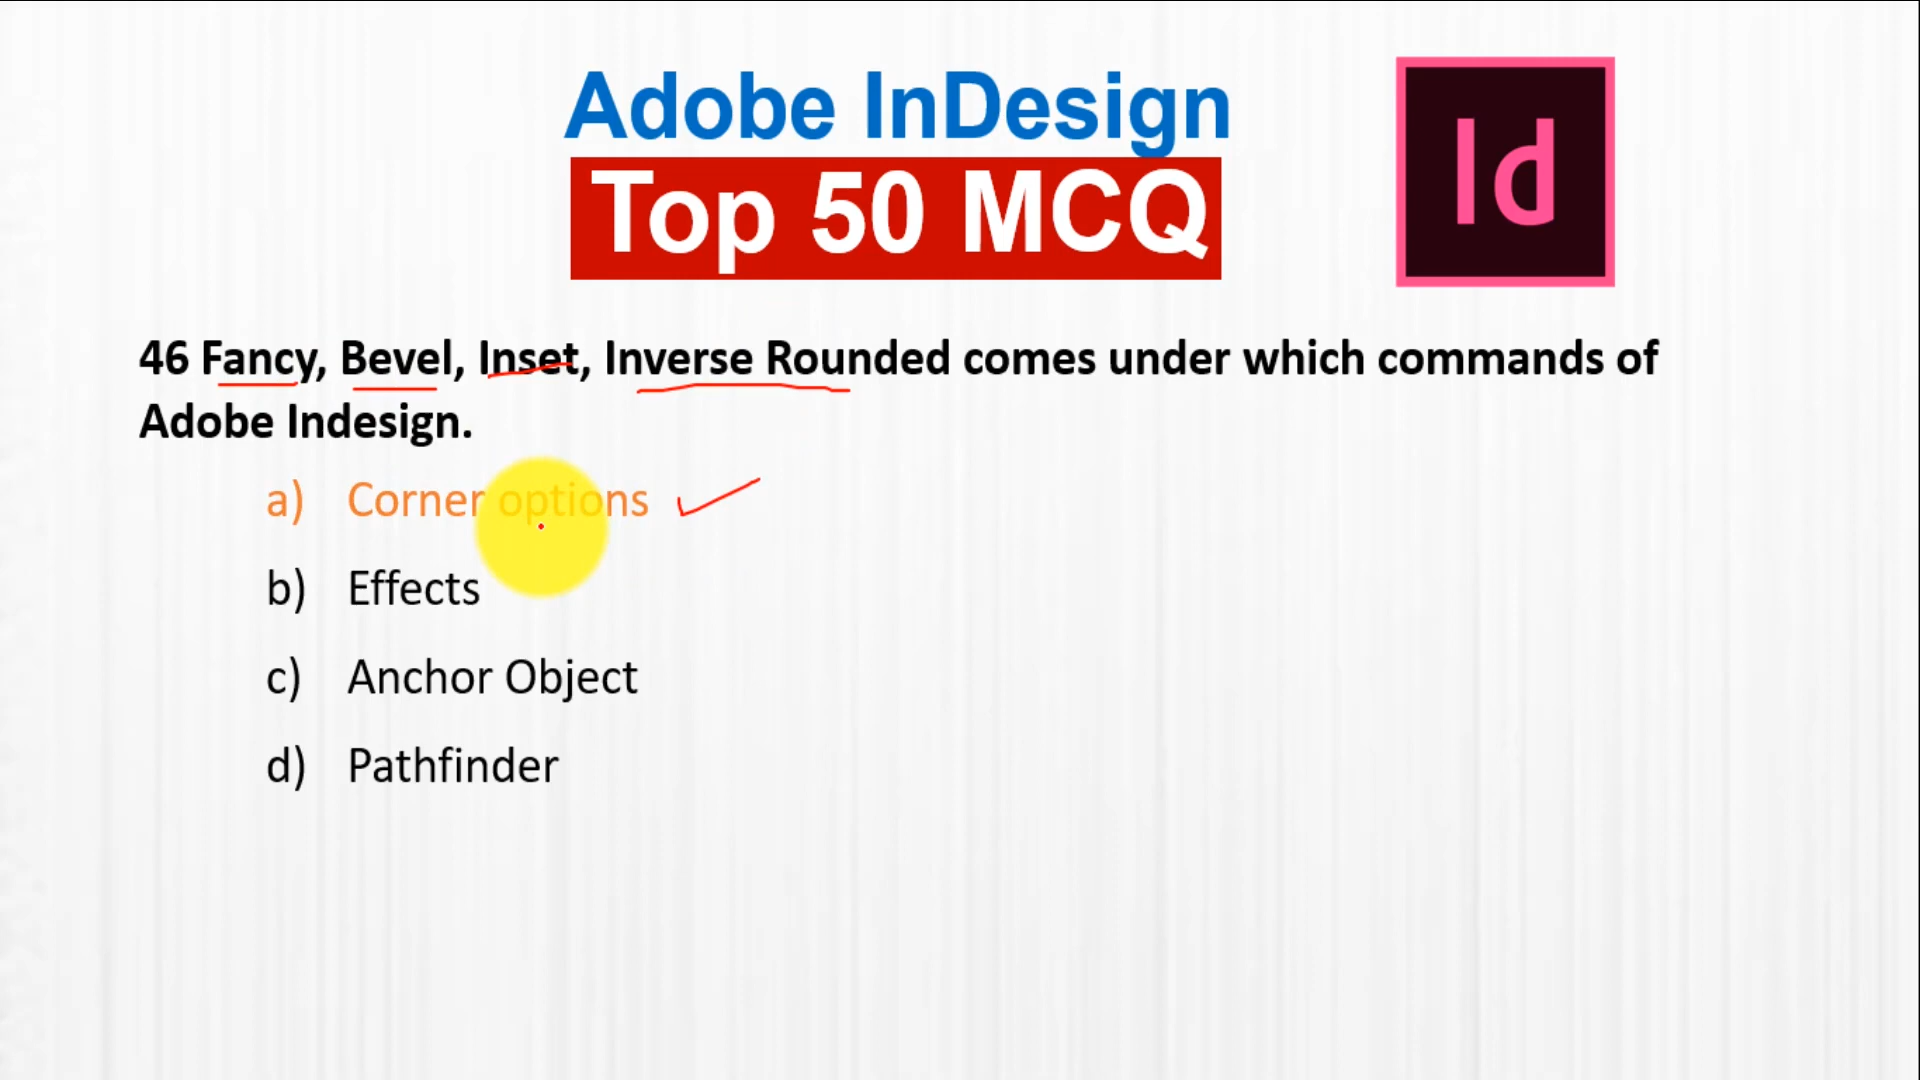 Adobe InDesign
Top 50 MCQ
Id
46 Fancy, Bevel, Inset, Inverse Rounded comes under which commands of
Adobe Indesign.
a) Corner options
b) Effects
c) Anchor Object
d) Pathfinder